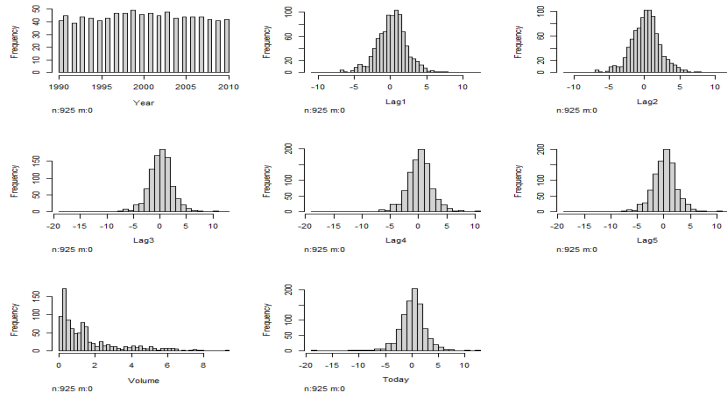 Frequency
0 10 20 30 40 50
1990 1995 2000 2005 2010
Year
n:925 m:0
Frequency
0 20 60 100
-10 -5 0 5 10
Lag1
n:925 m:0
Frequency
0 20 60 100
-10 -5 0 5 10
Lag2
n:925 m:0
Frequency
0 50 100 150
-20 -15 -10 -5 0 5 10
Lag3
n:925 m:0
Frequency
0 50 100 200
-20 -15 -10 -5 0 5 10
Lag4
n:925 m:0
Frequency
0 50 100 200
-20 -15 -10 -5 0 5 10
Lag5
n:925 m:0
Frequency
0 50 100 150
0 2 4 6 8
Volume
n:925 m:0
Frequency
0 50 100 200
-20 -15 -10 -5 0 5 10
Today
n:925 m:0